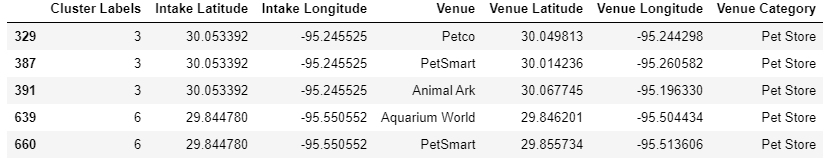 Cluster Labels Intake Latitude Intake Longitude Venue Venue Latitude Venue Longitude Venue Category
329 3 30.053392 -95.245525 Petco 30.049813 -95.244298 Pet Store
387 3 30.053392 -95.245525 PetSmart 30.014236 -95.260582 Pet Store
391 3 30.053392 -95.245525 Animal Ark 30.067745 -95.196330 Pet Store
639 6 29.844780 -95.550552 Aquarium World 29.846201 -95.504434 Pet Store
660 6 29.844780 -95.550552 PetSmart 29.855734 -95.513606 Pet Store